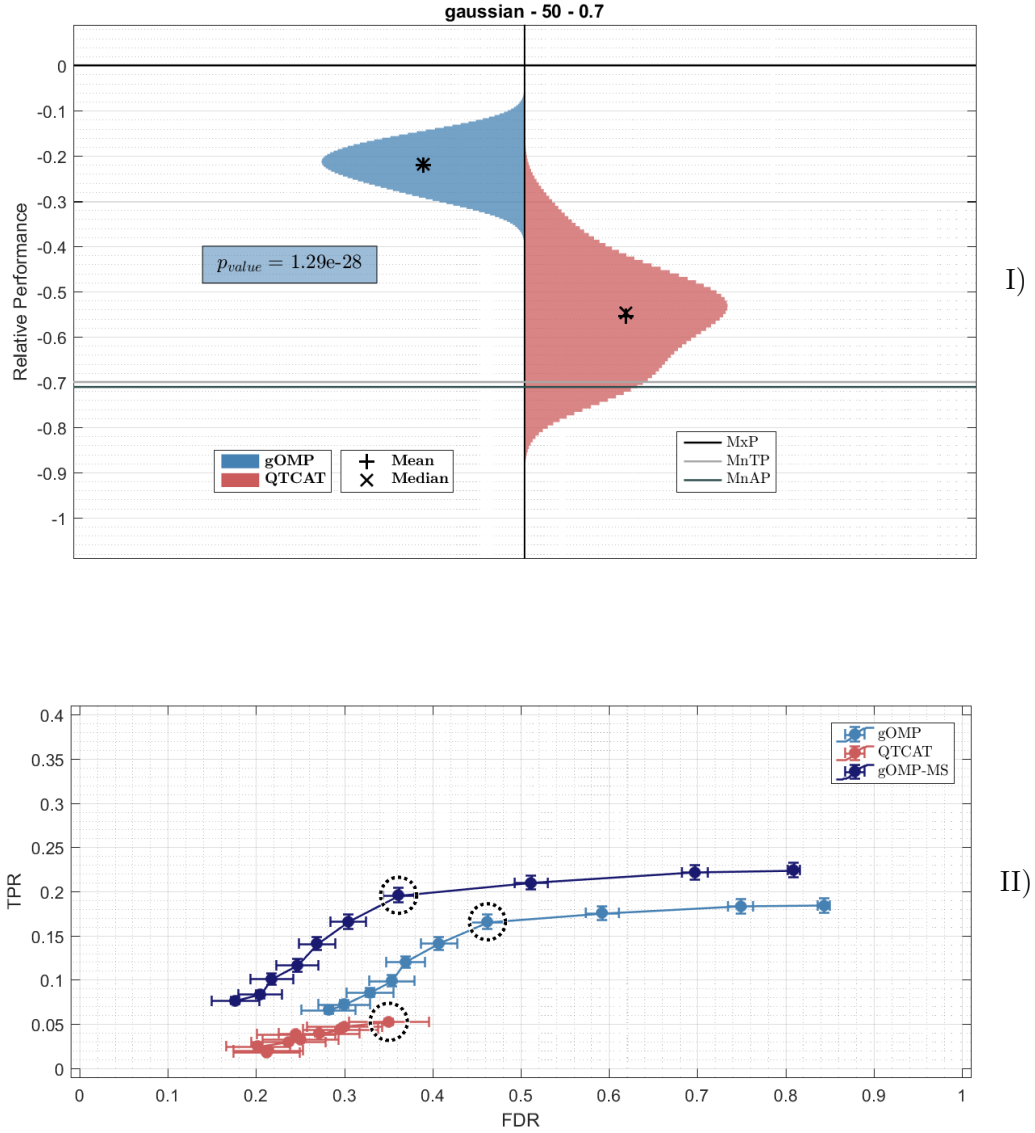 gaussian - 50 - 0.7
0
-0.1
-0.2
-0.3
-0.4
-0.5
-0.6
-0.7
-0.8
-0.9
-1
Relative Performance
p_value = 1.29e-28
gOMP
QTCAT
Mean
Median
MxP
MnTP
MnAP
I)
0.4
0.35
0.3
0.25
0.2
0.15
0.1
0.05
0
TPR
gOMP
QTCAT
gOMP-MS
II)
0 0.1 0.2 0.3 0.4 0.5 0.6 0.7 0.8 0.9 1
FDR